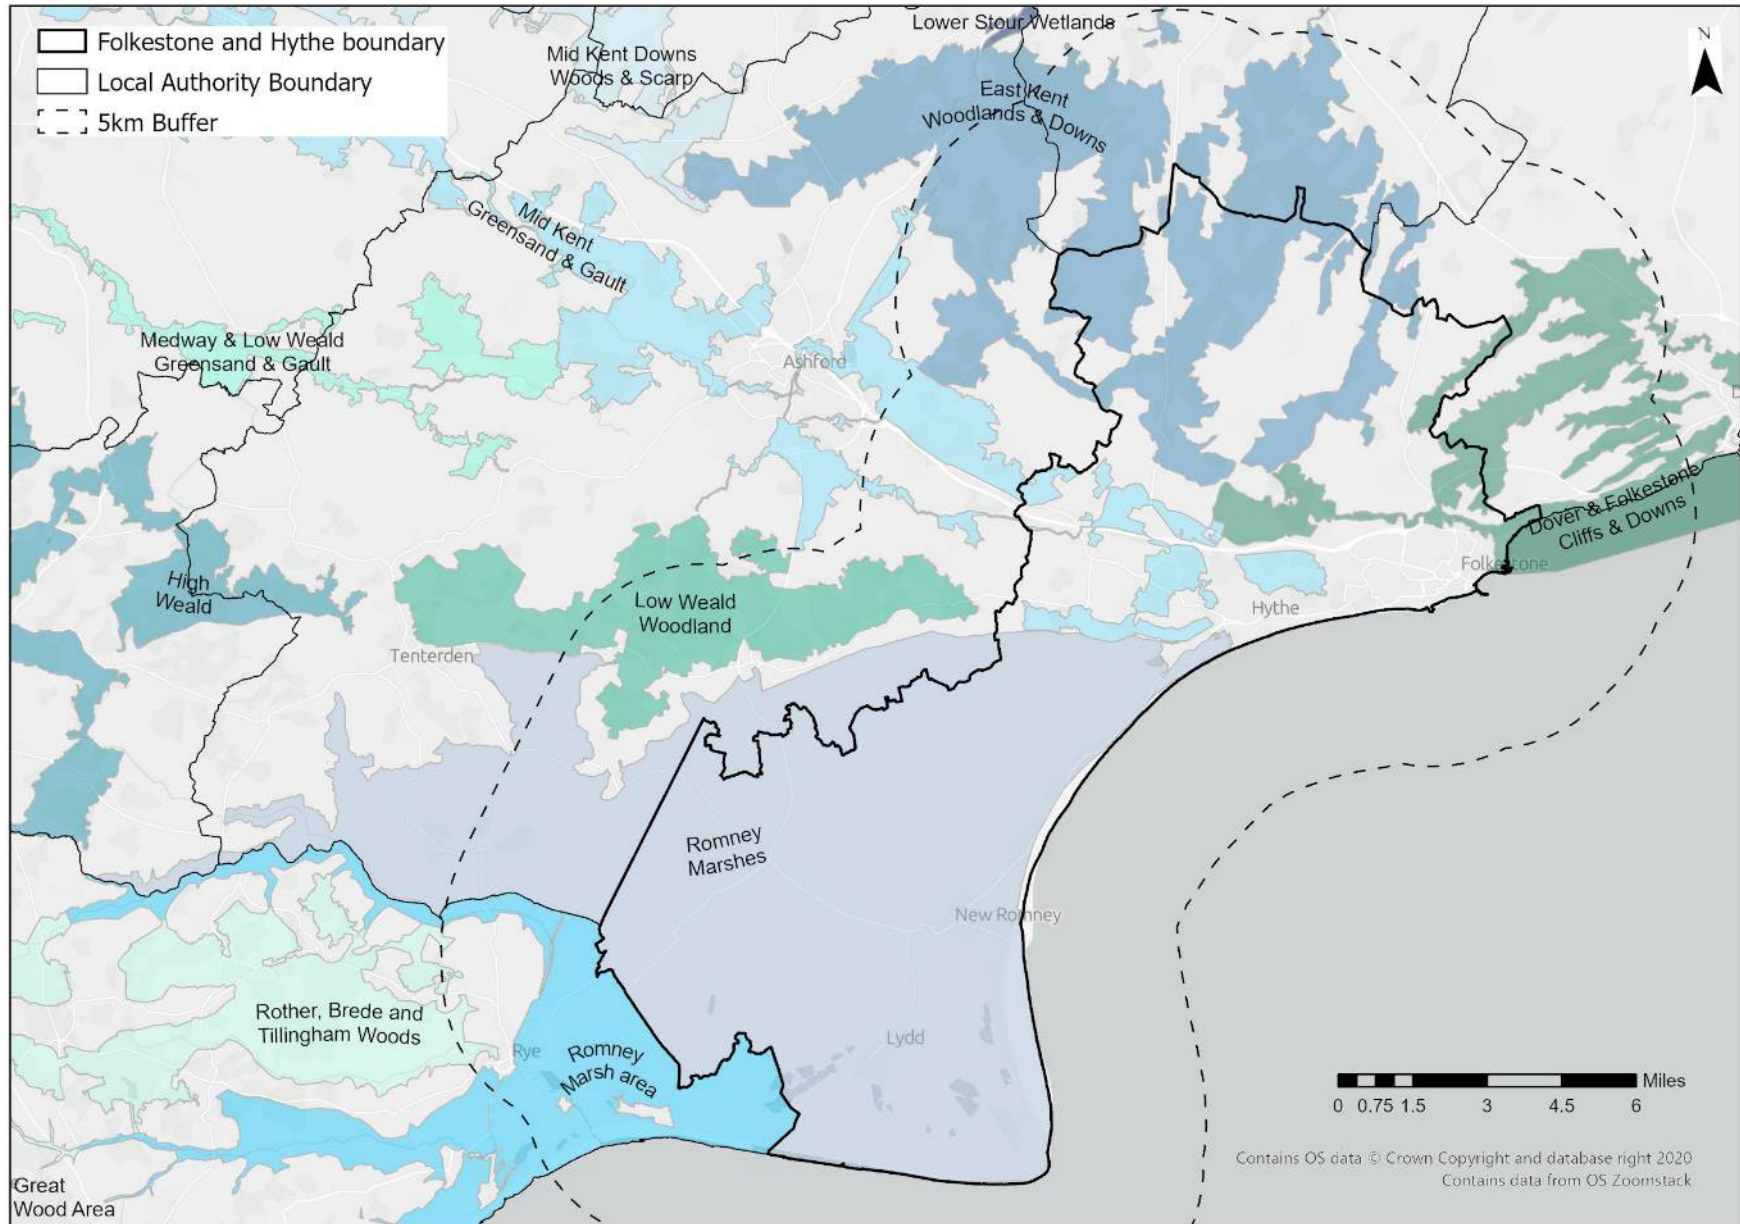 Folkestone and Hythe boundary
Local Authority Boundary
5km Buffer
Lower Stour Wetlands
Mid Kent Downs
Woods & Scarp
N
East Kent
Woodlands & Downs
Mid Kent
Greensand & Gault
Medway & Low Weald
Greensand & Gault
Ashford
D
Dover & Folkestone
Cliffs & Downs
Folkestone
High
Weald
Low Weald
Woodland
Hythe
Tenterden
Romney
Marshes
New Romney
Rother, Brede and
Tillingham Woods
Rye
Romney
Marsh area
Lydd
Miles
0 0.75 1.5 3 4.5 6
Contains OS data © Crown Copyright and database right 2020
Contains data from OS Zoomstack
Great
Wood Area